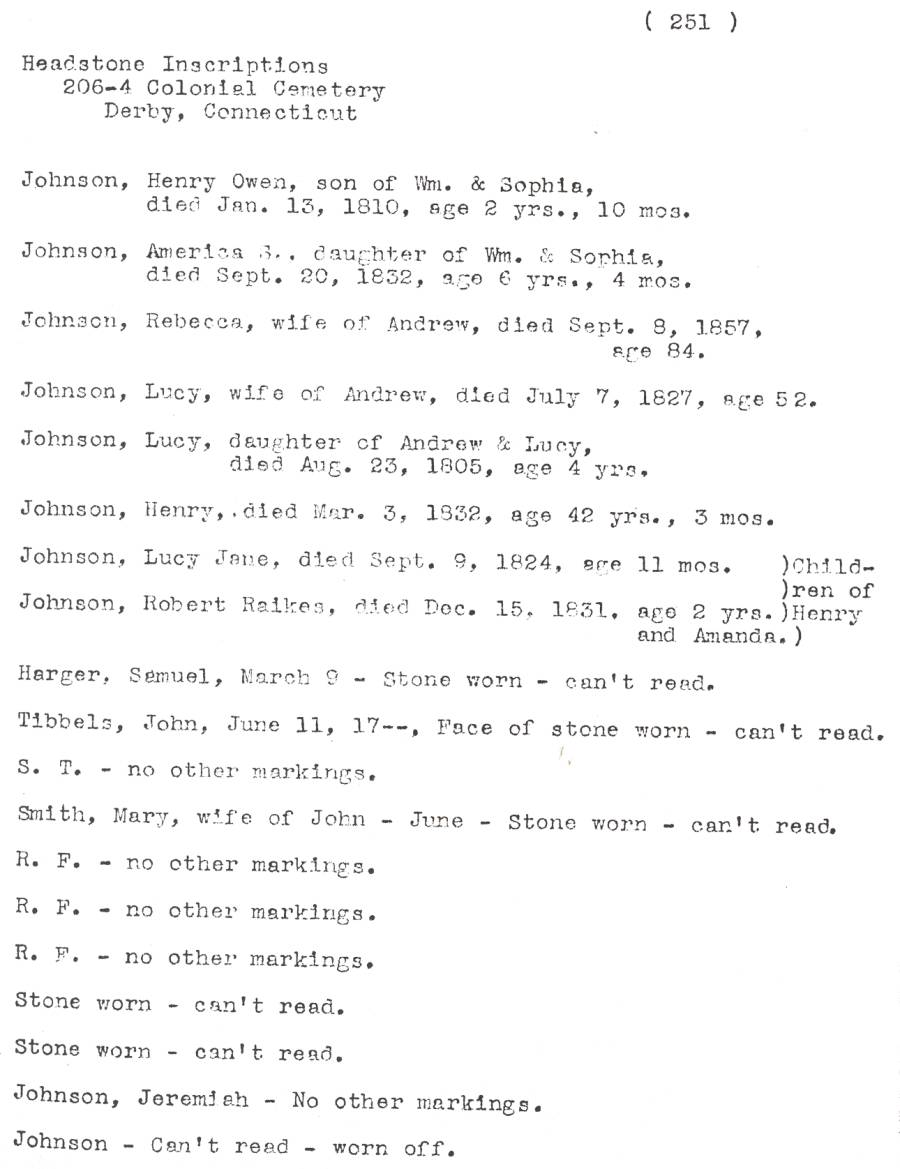 ( 251 )
Headstone Inscriptions
206-4 Colonial Cemetery
Derby, Connecticut
Johnson, Henry Owen, son of Wm. & Sophia,
died Jan. 13, 1810, age 2 yrs., 10 mos.
Johnson, America S., daughter of Wm. & Sophia,
died Sept. 20, 1832, age 6 yrs., 4 mos.
Johnson, Rebecca, wife of Andrew, died Sept. 8, 1857,
age 84.
Johnson, Lucy, wife of Andrew, died July 7, 1827, age 52.
Johnson, Lucy, daughter of Andrew & Lucy,
died Aug. 23, 1805, age 4 yrs.
Johnson, Henry, died Mar. 3, 1832, age 42 yrs., 3 mos.
Johnson, Lucy Jane, died Sept. 9, 1824, age 11 mos. )Child-
)ren of
Johnson, Robert Raikes, died Dec. 15, 1831, age 2 yrs.)Henry
and Amanda.)
Harger, Samuel, March 9 - Stone worn - can't read.
Tibbels, John, June 11, 17--, Face of stone worn - can't read.
S. T. - no other markings.
Smith, Mary, wife of John - June - Stone worn - can't read.
R. F. - no other markings.
R. F. - no other markings.
R. F. - no other markings.
Stone worn - can't read.
Stone worn - can't read.
Johnson, Jeremiah - No other markings.
Johnson - Can't read - worn off.